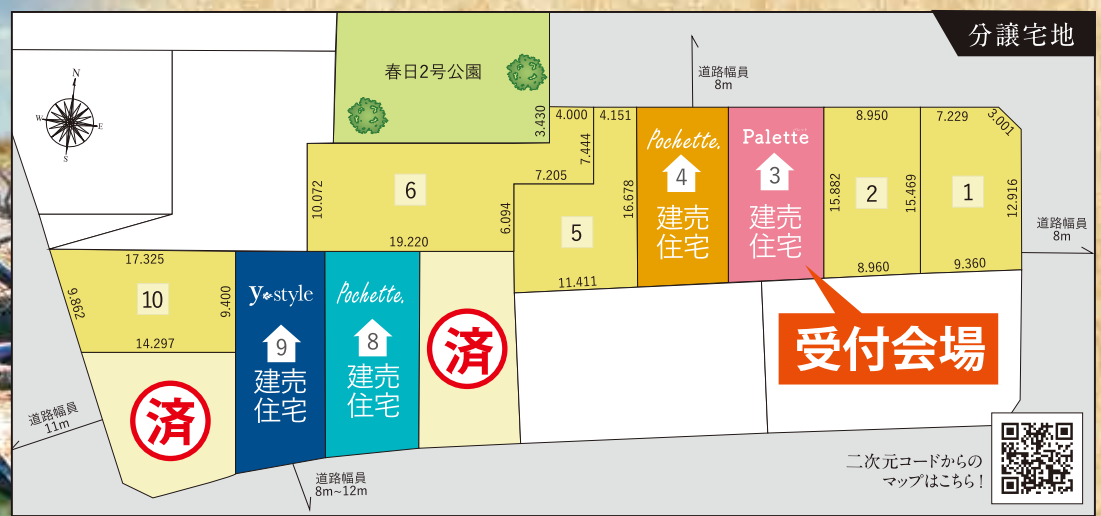 分譲宅地
N
W
E
S
春日2号公園
道路幅員
8m
3.430
4.000
4.151
7.444
7.205
8.950
7.229
3.001
Pochette.
4
建売
住宅
Palette
3
建売
住宅
15.882
2
15.469
1
12.916
8.960
9.360
道路幅員
8m
10.072
6
6.094
19.220
5
16.678
11.411
受付会場
17.325
9.862
10
9.400
14.297
y style
9
建売
住宅
Pochette.
8
建売
住宅
済
済
道路幅員
11m
道路幅員
8m~12m
二次元コードからの
マップはこちら!